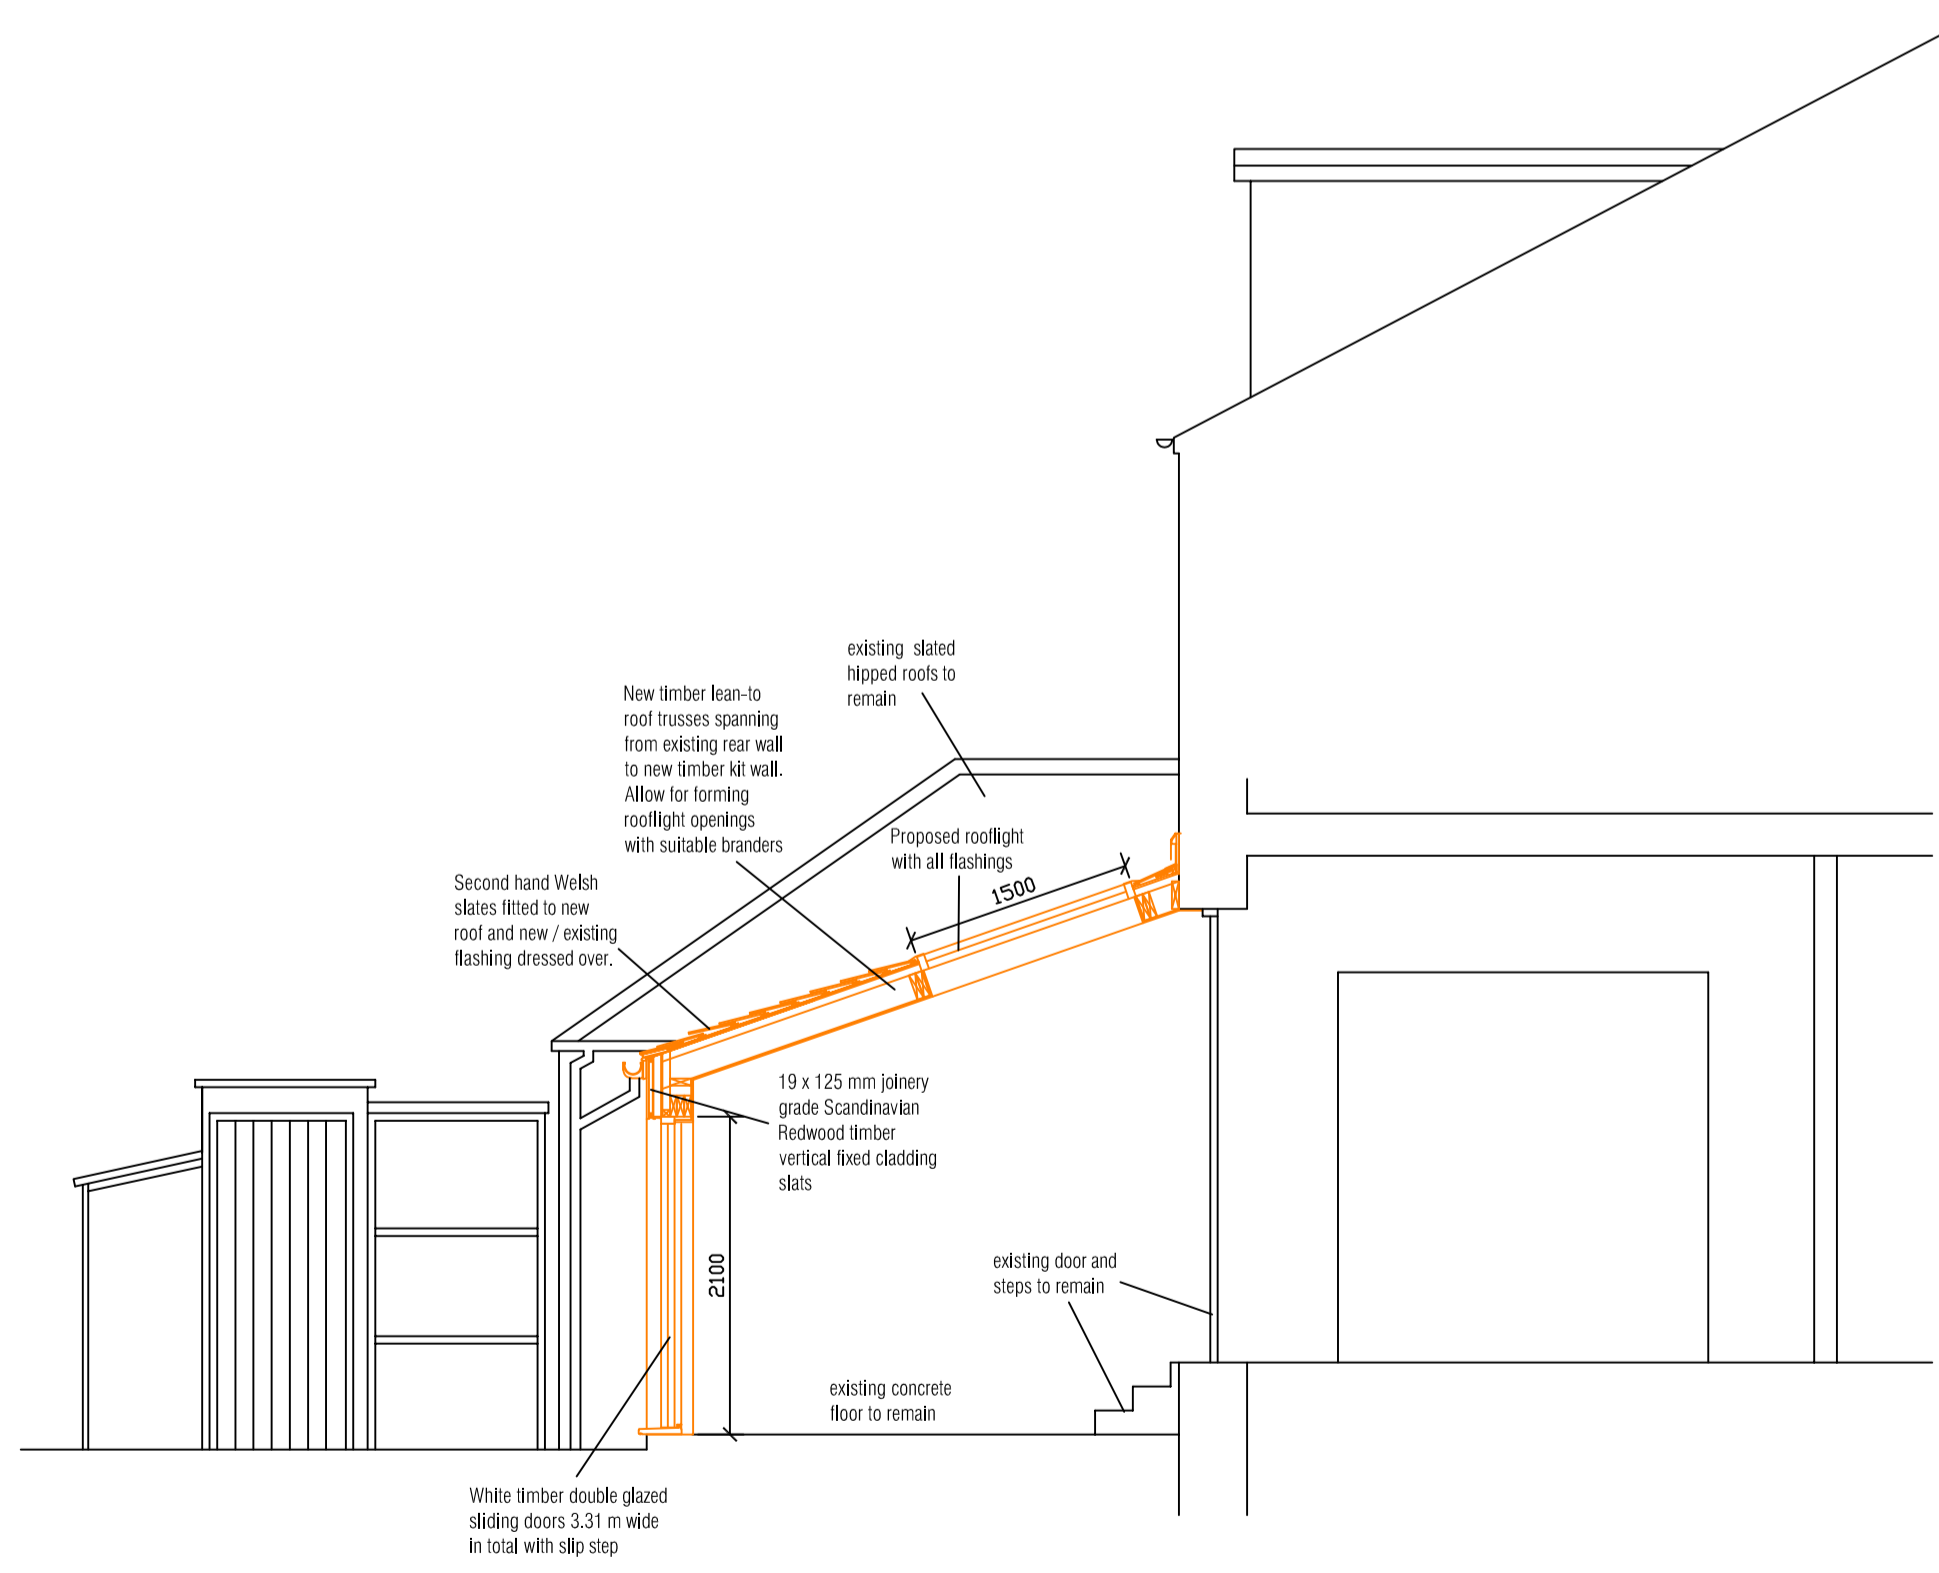 existing slated
hipped roofs to
remain
New timber lean-to
roof trusses spanning
from existing rear wall
to new timber kit wall.
Allow for forming
rooflight openings
with suitable branders
Proposed rooflight
with all flashings
1500
Second hand Welsh
slates fitted to new
roof and new / existing
flashing dressed over.
19 x 125 mm joinery
grade Scandinavian
Redwood timber
vertical fixed cladding
slats
2100
existing door and
steps to remain
existing concrete
floor to remain
White timber double glazed
sliding doors 3.31 m wide
in total with slip step